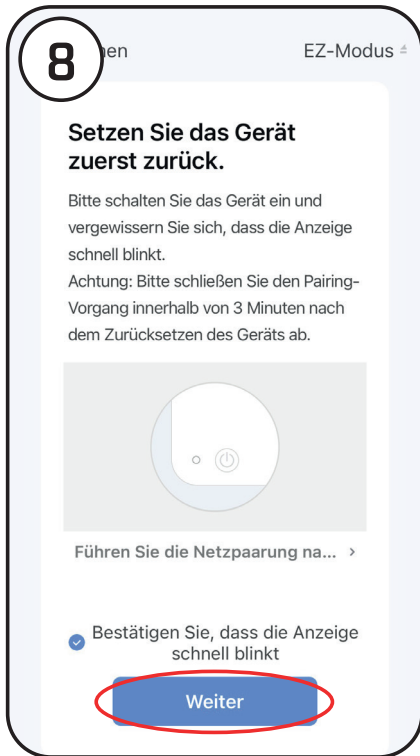 8
EZ-Modus
Setzen Sie das Gerät
zuerst zurück.
Bitte schalten Sie das Gerät ein und
vergewissern Sie sich, dass die Anzeige
schnell blinkt.
Achtung: Bitte schließen Sie den Pairing-
Vorgang innerhalb von 3 Minuten nach
dem Zurücksetzen des Geräts ab.
Führen Sie die Netzpaarung na... >
Bestätigen Sie, dass die Anzeige
schnell blinkt
Weiter